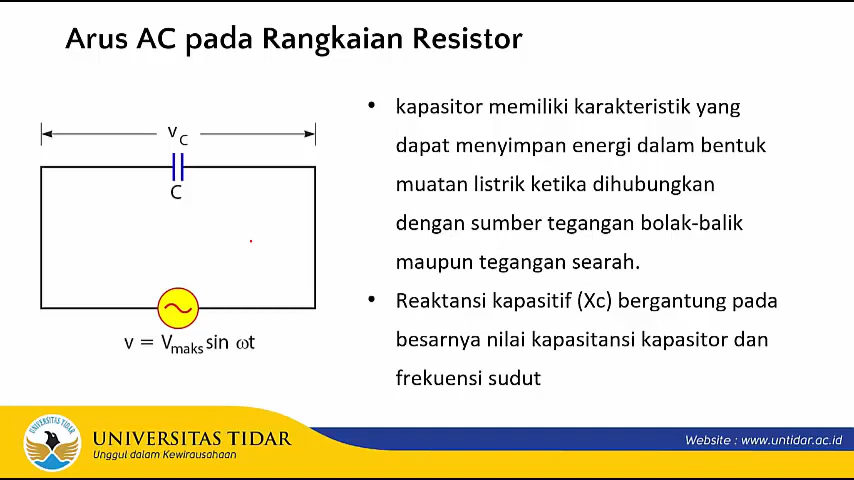 Arus AC pada Rangkaian Resistor
v_C
C
v = V_maks sin ωt
• kapasitor memiliki karakteristik yang
dapat menyimpan energi dalam bentuk
muatan listrik ketika dihubungkan
dengan sumber tegangan bolak-balik
maupun tegangan searah.
• Reaktansi kapasitif (Xc) bergantung pada
besarnya nilai kapasitansi kapasitor dan
frekuensi sudut
UNIVERSITAS TIDAR
UNIVERSITAS TIDAR
Unggul dalam Kewirausahaan
Website : www.untidar.ac.id